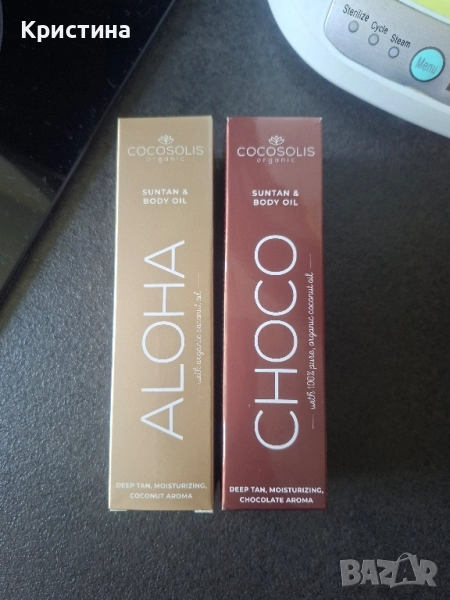 Кристина
Sterilize Cycle Steam
Menu
COCOSOLIS
organic
SUNTAN &
BODY OIL
ALOHA
with organic coconut oil
DEEP TAN, MOISTURIZING,
COCONUT AROMA
COCOSOLIS
organic
SUNTAN &
BODY OIL
CHOCO
with 100% pure, organic coconut oil
DEEP TAN, MOISTURIZING,
CHOCOLATE AROMA
BAZAR